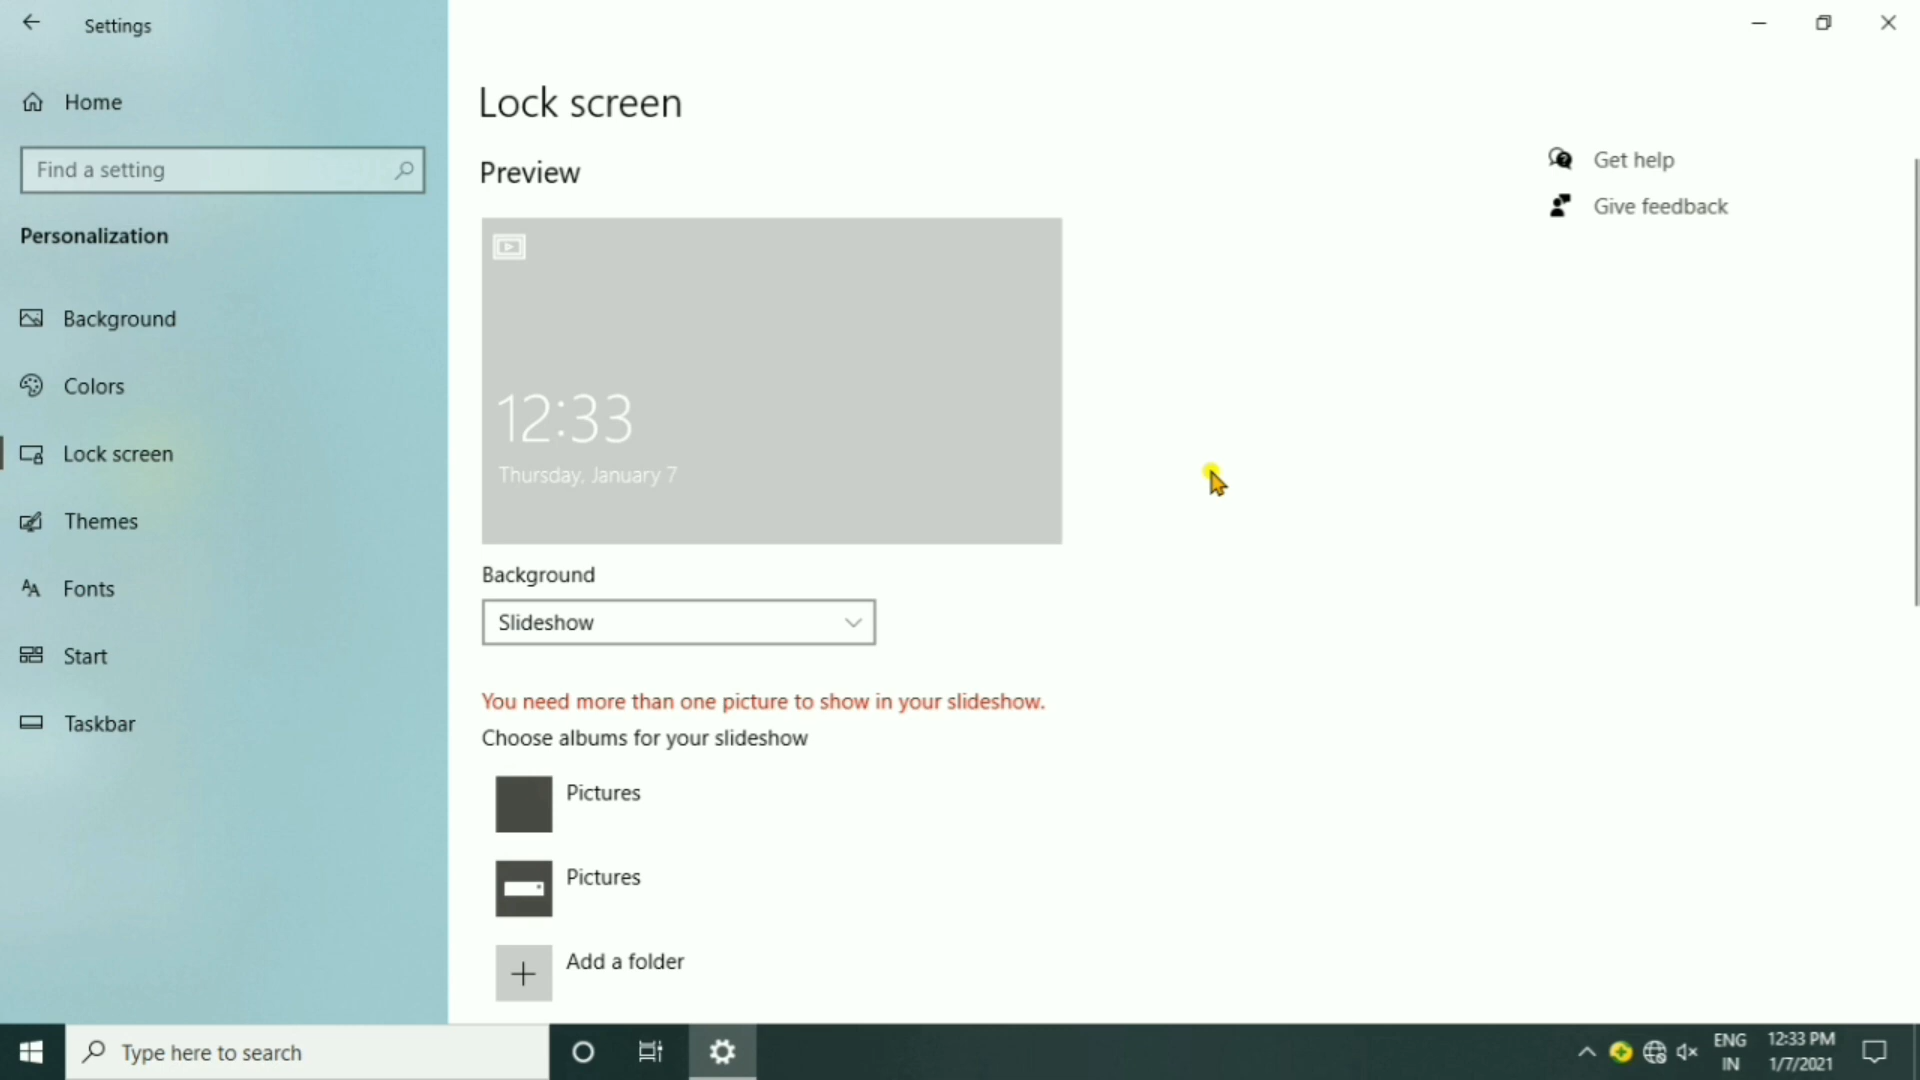 Settings
Home
Find a setting
Personalization
Background
Colors
Lock screen
Themes
Fonts
Start
Taskbar
Lock screen
Preview
12:33
Thursday, January 7
Background
Slideshow
You need more than one picture to show in your slideshow.
Choose albums for your slideshow
Pictures
Pictures
Add a folder
Get help
Give feedback
Type here to search
ENG
IN
12:33 PM
1/7/2021